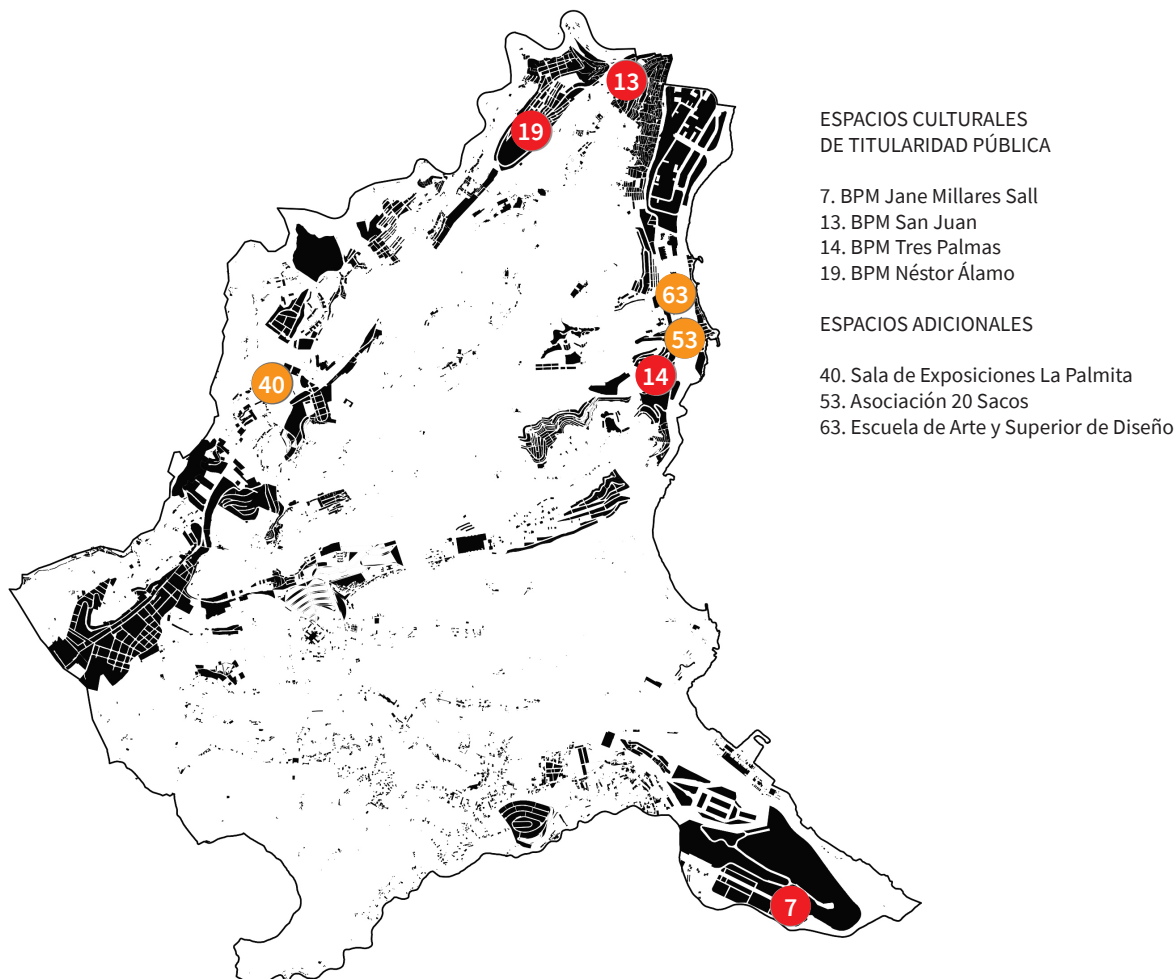 13
19
63
53
14
40
7
ESPACIOS CULTURALES
DE TITULARIDAD PÚBLICA
7. BPM Jane Millares Sall
13. BPM San Juan
14. BPM Tres Palmas
19. BPM Néstor Álamo
ESPACIOS ADICIONALES
40. Sala de Exposiciones La Palmita
53. Asociación 20 Sacos
63. Escuela de Arte y Superior de Diseño